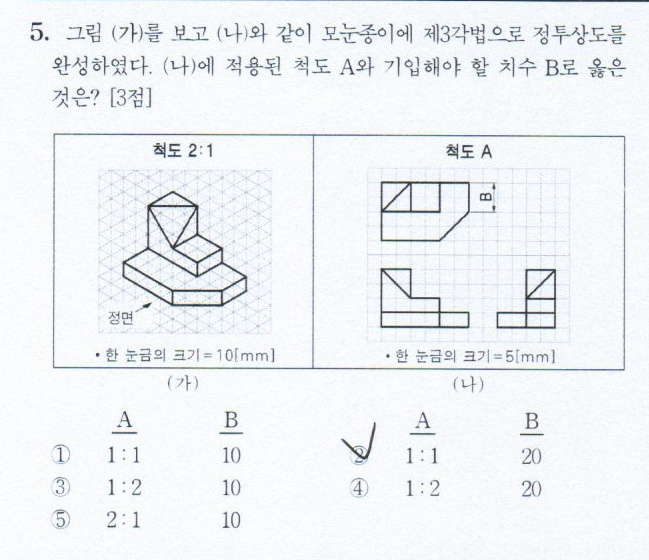 5. 그림 (가)를 보고 (나)와 같이 모눈종이에 제3각법으로 정투상도를
완성하였다. (나)에 적용된 척도 A와 기입해야 할 치수 B로 옳은
것은? [3점]
척도 2:1
척도 A
B
정면
• 한 눈금의 크기=10[mm]
• 한 눈금의 크기=5[mm]
(가)
(나)
A B A B
① 1:1 10 ② 1:1 20
③ 1:2 10 ④ 1:2 20
⑤ 2:1 10